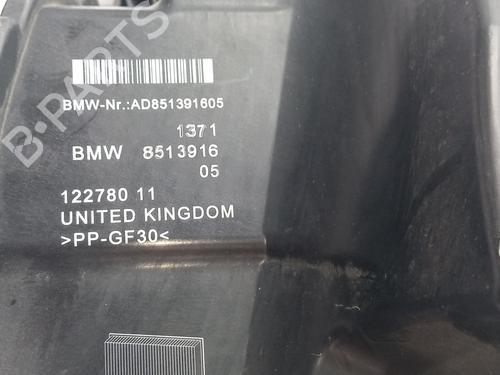 B-PARTS
BMW-Nr.:AD851391605
1371
BMW 8513916
05
122780 11
UNITED KINGDOM
>PP-GF30<